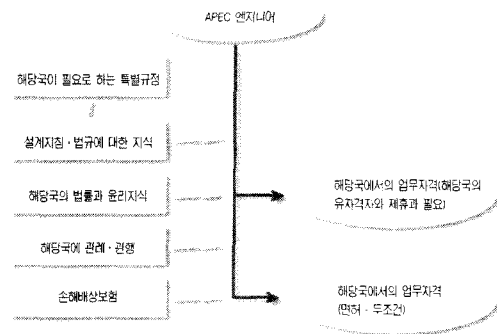 APEC 엔지니어
해당국이 필요로 하는 특별규정
설계지침·법규에 대한 지식
해당국의 법률과 윤리지식
해당국에 관례·관행
손해배상보험
해당국에서의 업무자격(해당국의
유자격자와 제휴과 필요)
해당국에서의 업무자격
(면허·무조건)